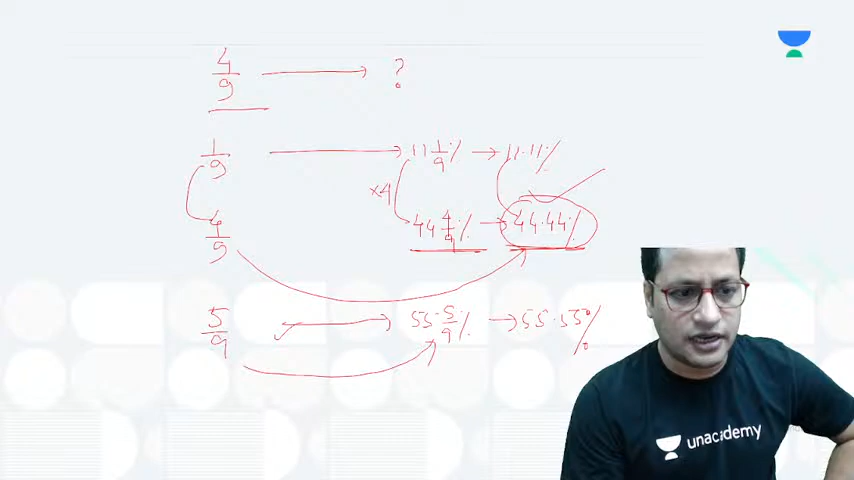 4/9 → ?
1/9 → 11 1/9 % → 11.11%
×4
4/9 44 4/9 % → 44.44%
5/9 → 55.5/9 % → 55.55%
unacademy